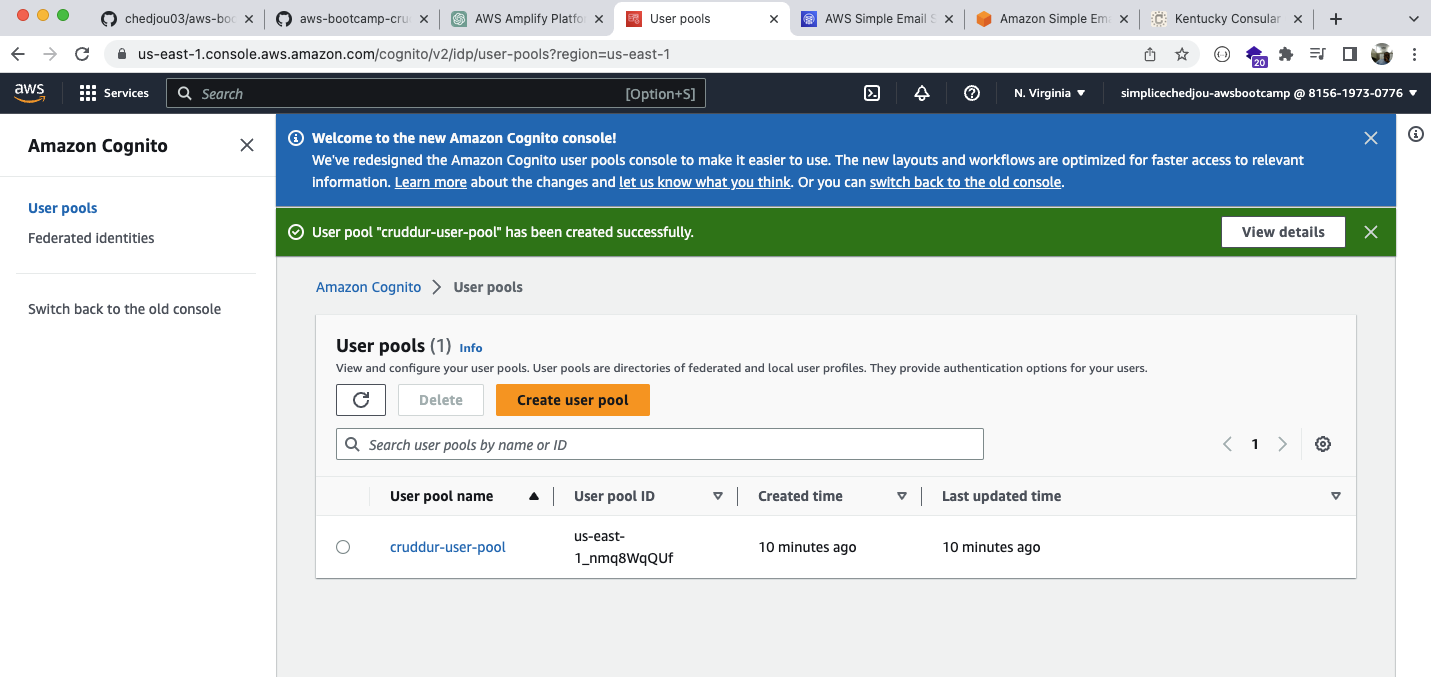 chedjou03/aws-boo
aws-bootcamp-cru
AWS Amplify Platfo
User pools
AWS Simple Email S
Amazon Simple Ema
Kentucky Consular
us-east-1.console.aws.amazon.com/cognito/v2/idp/user-pools?region=us-east-1
20
aws
Services
Search
[Option+S]
N. Virginia
simplicechedjou-awsbootcamp @ 8156-1973-0776
Amazon Cognito
User pools
Federated identities
Switch back to the old console
Welcome to the new Amazon Cognito console!
We've redesigned the Amazon Cognito user pools console to make it easier to use. The new layouts and workflows are optimized for faster access to relevant
information. Learn more about the changes and let us know what you think. Or you can switch back to the old console.
User pool "cruddur-user-pool" has been created successfully.
View details
Amazon Cognito
User pools
User pools (1) Info
View and configure your user pools. User pools are directories of federated and local user profiles. They provide authentication options for your users.
Delete
Create user pool
Search user pools by name or ID
1
User pool name
User pool ID
Created time
Last updated time
cruddur-user-pool
us-east-
1_nmq8WqQUf
10 minutes ago
10 minutes ago